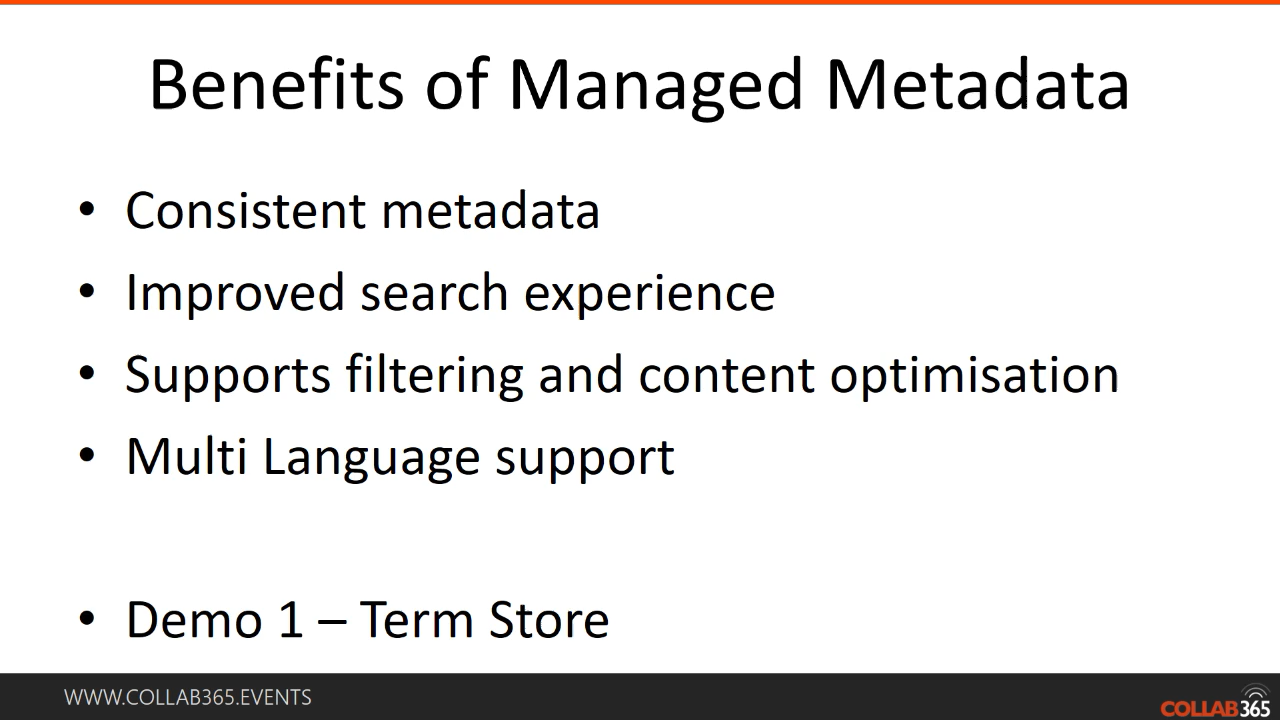 Benefits of Managed Metadata
• Consistent metadata
• Improved search experience
• Supports filtering and content optimisation
• Multi Language support
• Demo 1 – Term Store
WWW.COLLAB365.EVENTS
COLLAB365